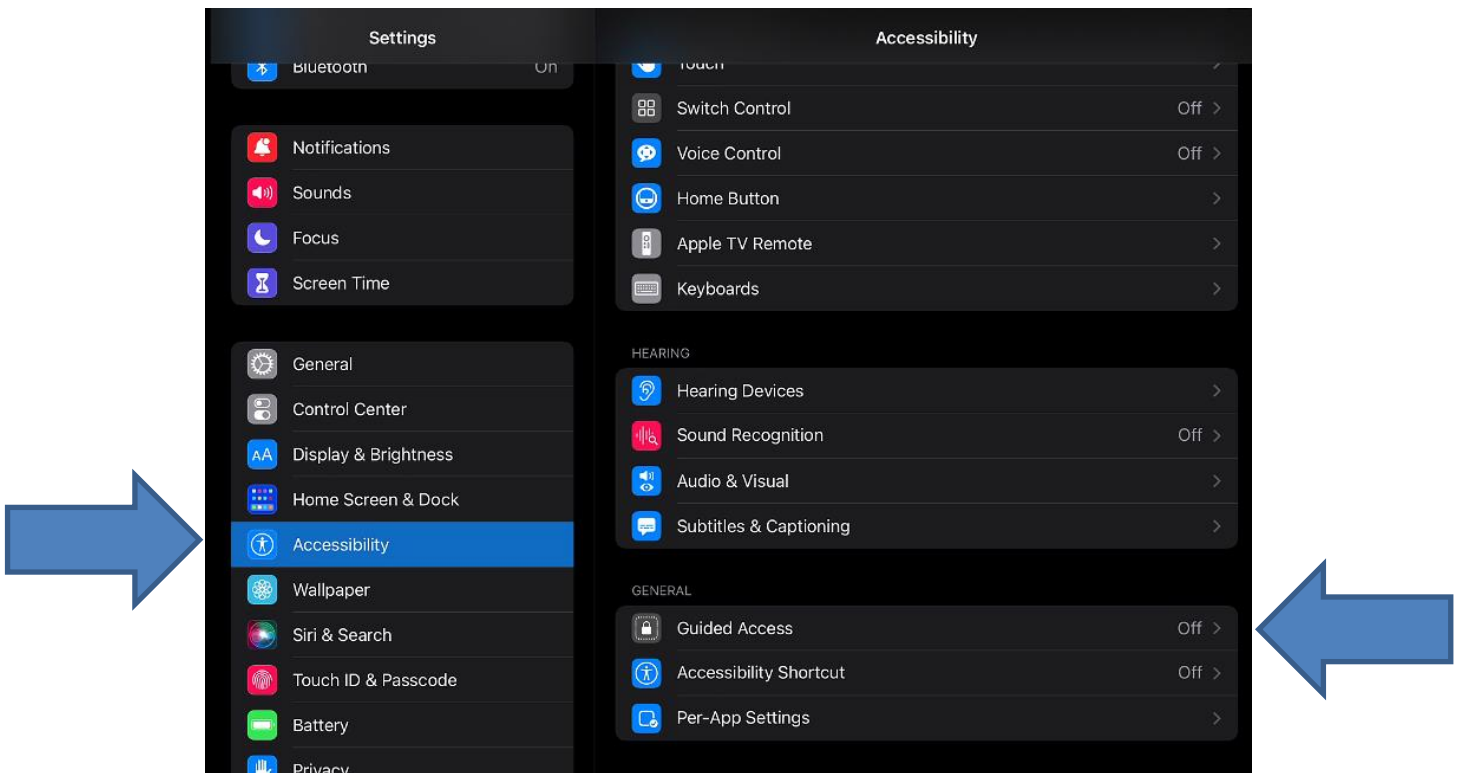 Settings
Bluetooth On
Notifications
Sounds
Focus
Screen Time
General
Control Center
AA Display & Brightness
Home Screen & Dock
Accessibility
Wallpaper
Siri & Search
Touch ID & Passcode
Battery
Privacy
Accessibility
Touch
Switch Control Off
Voice Control Off
Home Button
Apple TV Remote
Keyboards
HEARING
Hearing Devices
Sound Recognition Off
Audio & Visual
Subtitles & Captioning
GENERAL
Guided Access Off
Accessibility Shortcut Off
Per-App Settings